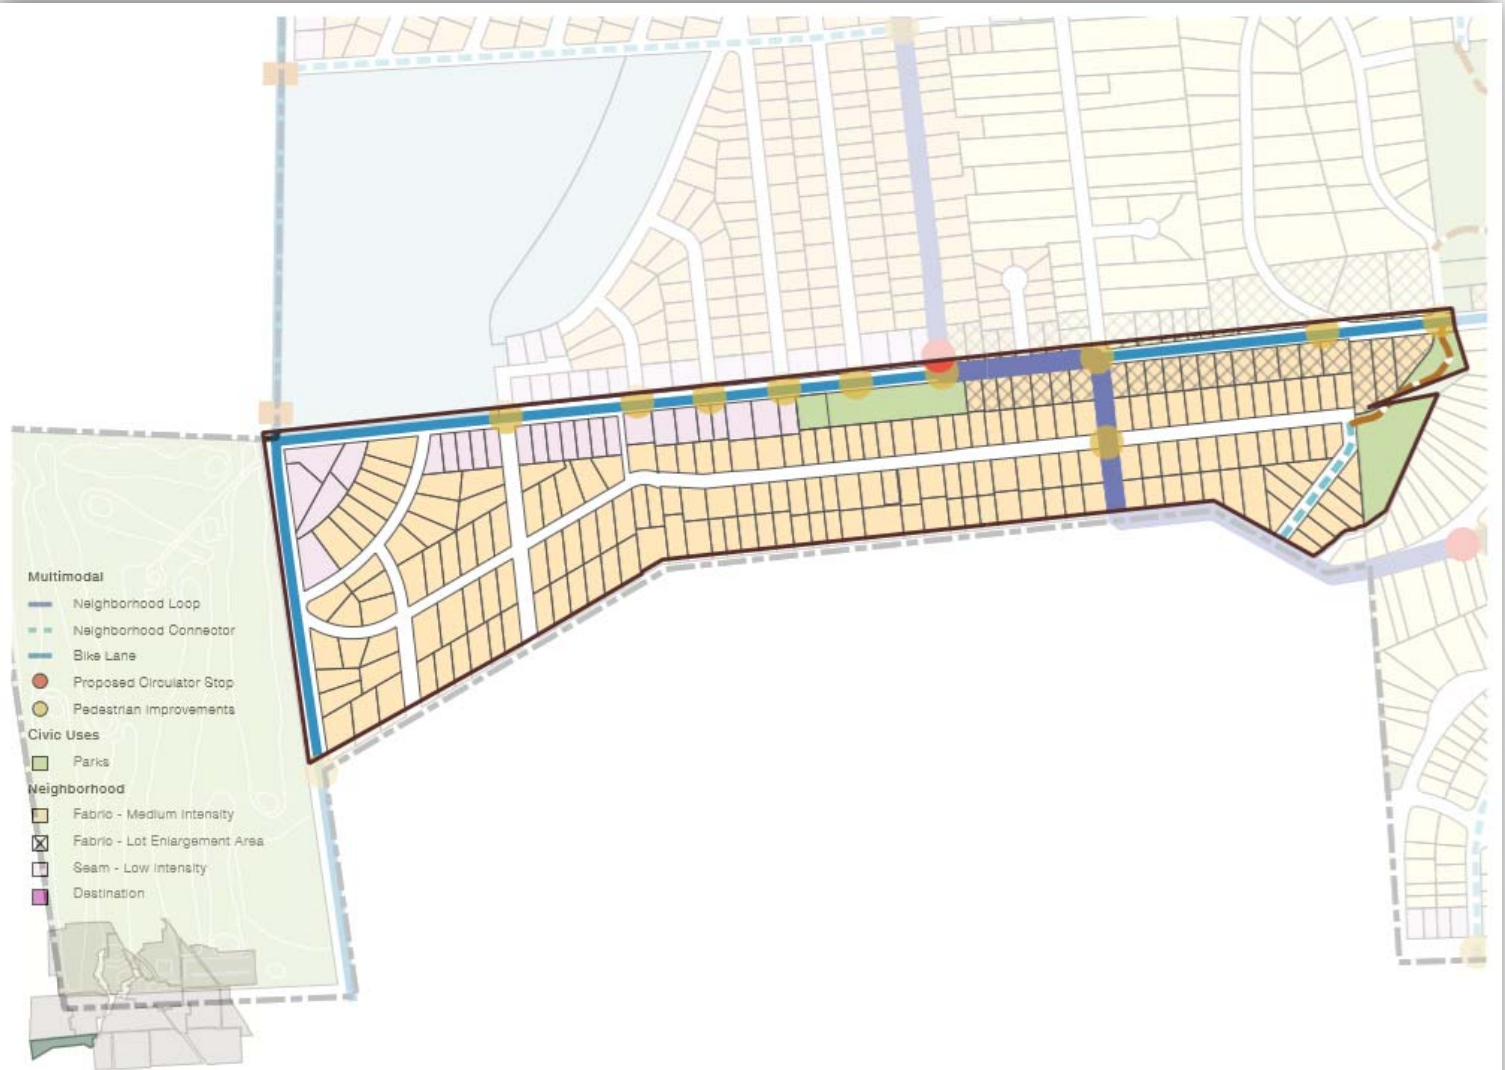 Multimodal
Neighborhood Loop
Neighborhood Connector
Bike Lane
Proposed Circulator Stop
Pedestrian Improvements
Civic Uses
Parks
Neighborhood
Fabric - Medium Intensity
Fabric - Lot Enlargement Area
Seam - Low Intensity
Destination